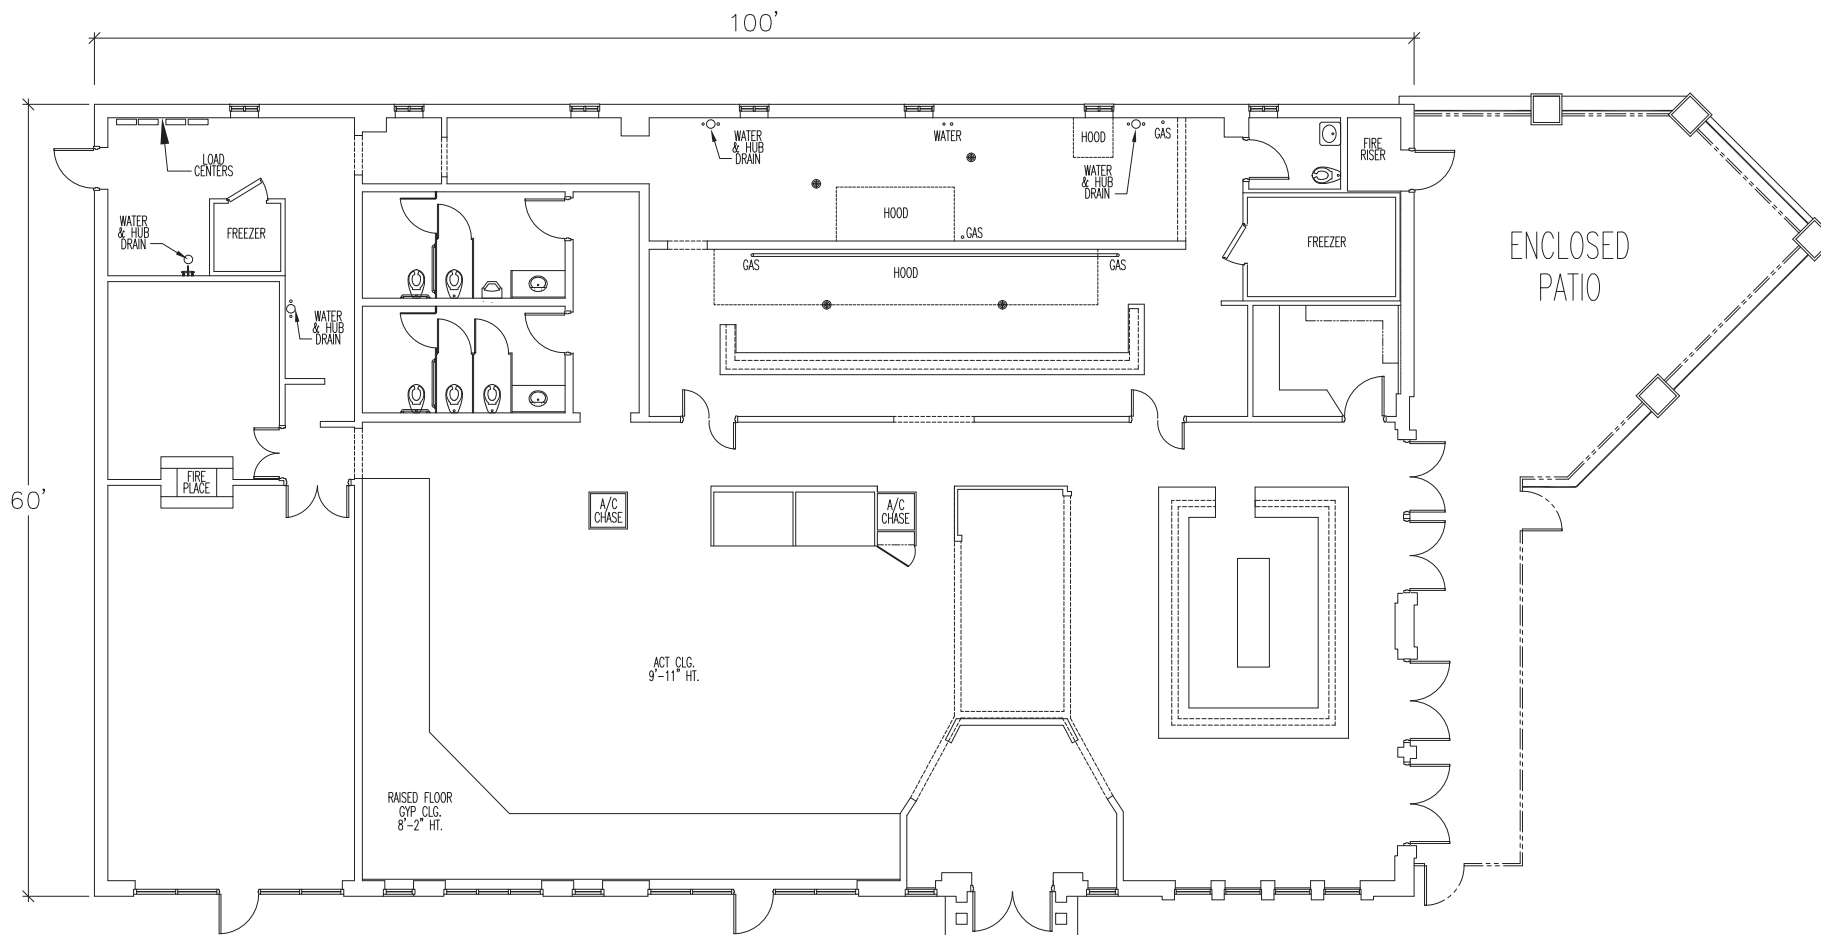 100'
60'
LOAD
CENTERS
WATER
& HUB
DRAIN
FREEZER
WATER
& HUB
DRAIN
FIRE
PLACE
WATER
& HUB
DRAIN
WATER
HOOD
GAS
WATER
& HUB
DRAIN
HOOD
GAS
GAS
HOOD
GAS
FIRE
RISER
FREEZER
ENCLOSED
PATIO
A/C
CHASE
A/C
CHASE
ACT CLG.
9'-11" HT.
RAISED FLOOR
GYP CLG.
8'-2" HT.